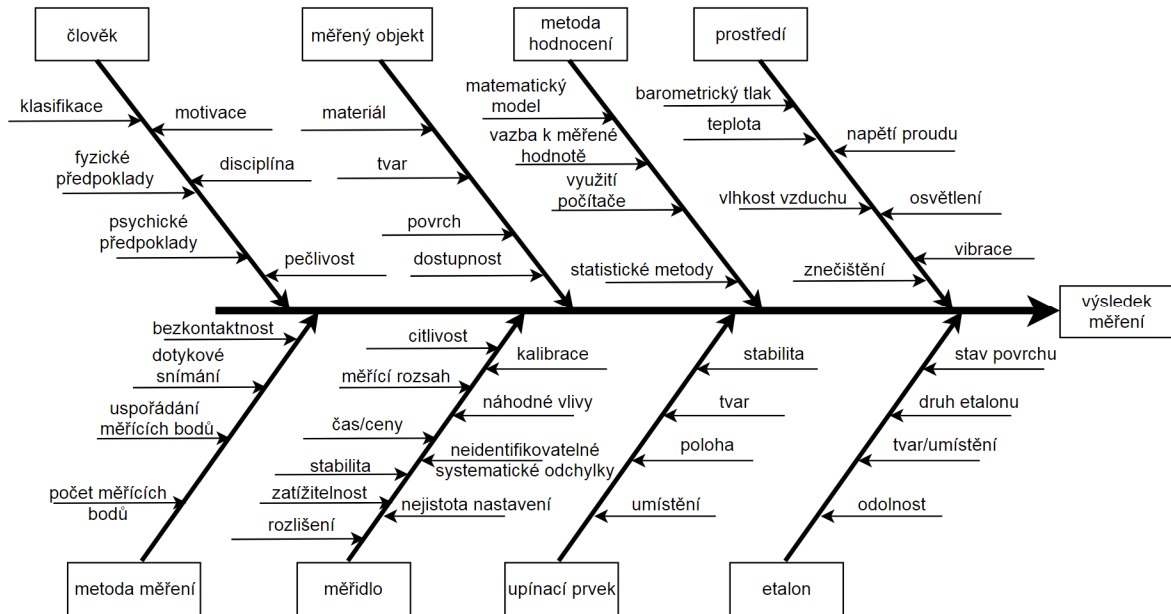 člověk
měřený objekt
metoda
hodnocení
prostředí
klasifikace
motivace
fyzické
předpoklady
disciplína
psychické
předpoklady
pečlivost
materiál
tvar
povrch
dostupnost
matematický
model
vazba k měřené
hodnotě
využití
počítače
statistické metody
barometrický tlak
teplota
napětí proudu
vlhkost vzduchu
osvětlení
vibrace
znečištění
výsledek
měření
bezkontaktnost
dotykové
snímání
uspořádání
měřících bodů
počet měřících
bodů
citlivost
kalibrace
měřící rozsah
náhodné vlivy
čas/ceny
neidentifikovatelné
systematické odchylky
stabilita
zatížitelnost
nejistota nastavení
rozlišení
stabilita
tvar
poloha
umístění
stav povrchu
druh etalonu
tvar/umístění
odolnost
metoda měření
měřidlo
upínací prvek
etalon